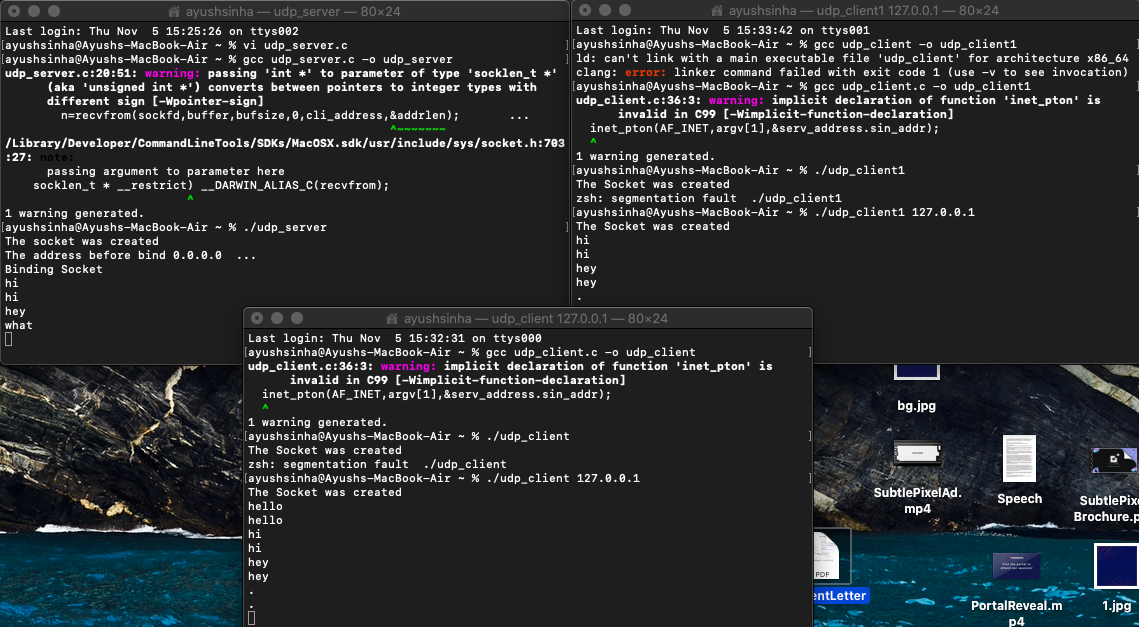 ayushsinha — udp_server — 80×24
Last login: Thu Nov  5 15:25:26 on ttys002
[ayushsinha@Ayushs-MacBook-Air ~ % vi udp_server.c ]
[ayushsinha@Ayushs-MacBook-Air ~ % gcc udp_server.c -o udp_server ]
udp_server.c:20:51: warning: passing 'int *' to parameter of type 'socklen_t *'
(aka 'unsigned int *') converts between pointers to integer types with
different sign [-Wpointer-sign]
n=recvfrom(sockfd,buffer,bufsize,0,cli_address,&addrlen); ...
^~~~~~~~
/Library/Developer/CommandLineTools/SDKs/MacOSX.sdk/usr/include/sys/socket.h:703
:27: note:
passing argument to parameter here
socklen_t * __restrict) __DARWIN_ALIAS_C(recvfrom);
^
1 warning generated.
[ayushsinha@Ayushs-MacBook-Air ~ % ./udp_server ]
The socket was created
The address before bind 0.0.0.0  ...
Binding Socket
hi
hi
hey
what
ayushsinha — udp_client1 127.0.0.1 — 80×24
Last login: Thu Nov  5 15:33:42 on ttys001
[ayushsinha@Ayushs-MacBook-Air ~ % gcc udp_client -o udp_client1 ]
ld: can't link with a main executable file 'udp_client' for architecture x86_64
clang: error: linker command failed with exit code 1 (use -v to see invocation)
[ayushsinha@Ayushs-MacBook-Air ~ % gcc udp_client.c -o udp_client1 ]
udp_client.c:36:3: warning: implicit declaration of function 'inet_pton' is
invalid in C99 [-Wimplicit-function-declaration]
inet_pton(AF_INET,argv[1],&serv_address.sin_addr);
^
1 warning generated.
[ayushsinha@Ayushs-MacBook-Air ~ % ./udp_client1 ]
The Socket was created
zsh: segmentation fault  ./udp_client1
[ayushsinha@Ayushs-MacBook-Air ~ % ./udp_client1 127.0.0.1 ]
The Socket was created
hi
hi
hey
hey
.
ayushsinha — udp_client 127.0.0.1 — 80×24
Last login: Thu Nov  5 15:32:31 on ttys000
[ayushsinha@Ayushs-MacBook-Air ~ % gcc udp_client.c -o udp_client ]
udp_client.c:36:3: warning: implicit declaration of function 'inet_pton' is
invalid in C99 [-Wimplicit-function-declaration]
inet_pton(AF_INET,argv[1],&serv_address.sin_addr);
^
1 warning generated.
[ayushsinha@Ayushs-MacBook-Air ~ % ./udp_client ]
The Socket was created
zsh: segmentation fault  ./udp_client
[ayushsinha@Ayushs-MacBook-Air ~ % ./udp_client 127.0.0.1 ]
The Socket was created
hello
hello
hi
hi
hey
hey
.
.
bg.jpg
SubtlePixelAd.
mp4
Speech
SubtlePixe
Brochure.p
PDF
entLetter
PortalReveal.m
p4
1.jpg